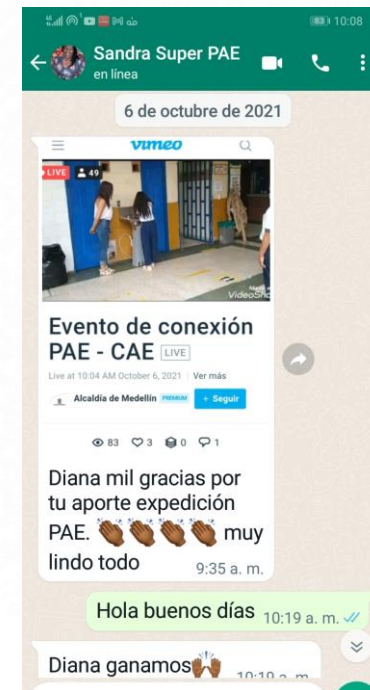 10:08
Sandra Super PAE
en línea
6 de octubre de 2021
vimeo
LIVE 49
VideoSho
Evento de conexión
PAE - CAE LIVE
Live at 10:04 AM October 6, 2021 Ver más
Alcaldía de Medellín PREMIUM + Seguir
83 3 0 1
Diana mil gracias por
tu aporte expedición
PAE. 👏🏾👏🏾👏🏾👏🏾 muy
lindo todo 9:35 a. m.
Hola buenos días 10:19 a. m.
Diana ganamos🙌🏾 10:19 a. m.